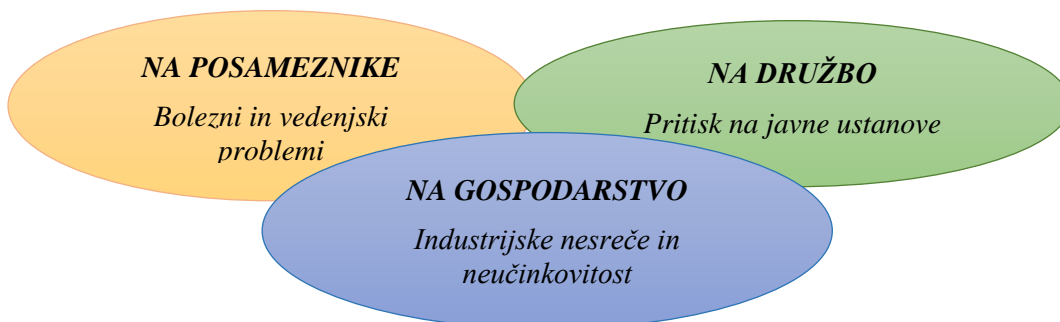 NA POSAMEZNIKE
Bolezni in vedenjski
problemi
NA DRUŽBO
Pritisk na javne ustanove
NA GOSPODARSTVO
Industrijske nesreče in
neučinkovitost